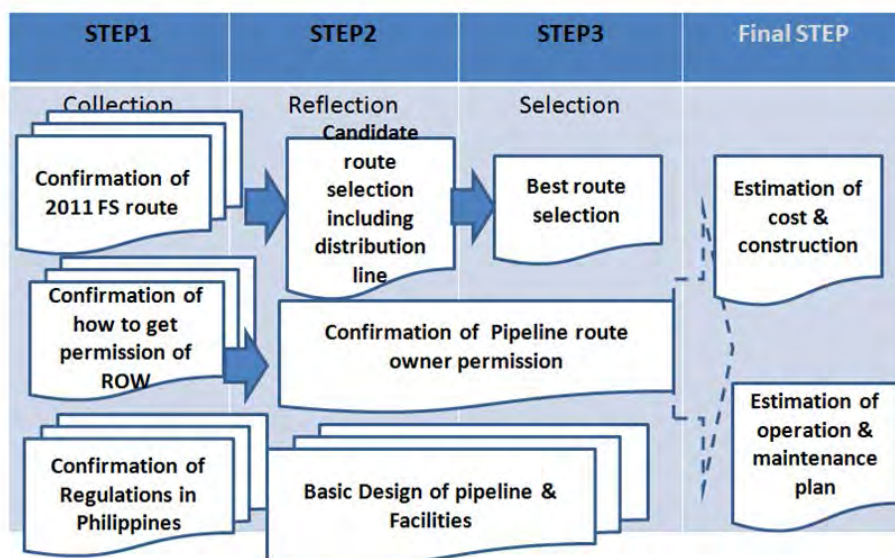 STEP1
STEP2
STEP3
Final STEP
Collection
Reflection
Selection
Confirmation of
2011 FS route
Candidate
route
selection
including
distribution
line
Best route
selection
Estimation of
cost &
construction
Confirmation of
how to get
permission of
ROW
Confirmation of Pipeline route
owner permission
Confirmation of
Regulations in
Philippines
Basic Design of pipeline &
Facilities
Estimation of
operation &
maintenance
plan